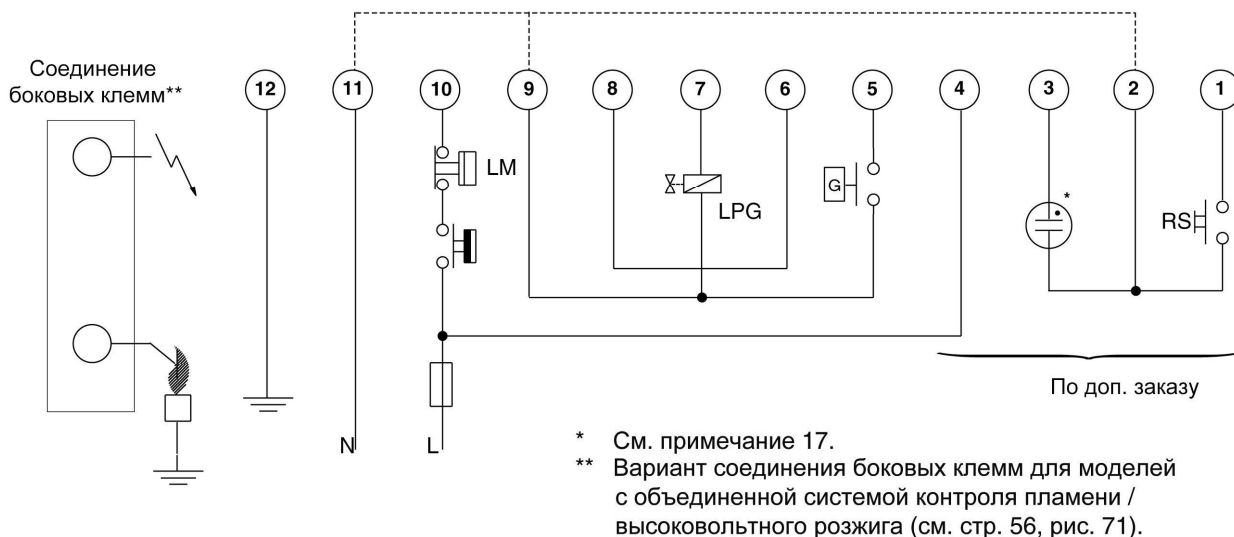 Соединение
боковых клемм**
12 11 10 9 8 7 6 5 4 3 2 1
LM
LPG
G
*
RS
По доп. заказу
N L
* См. примечание 17.
** Вариант соединения боковых клемм для моделей
с объединенной системой контроля пламени /
высоковольтного розжига (см. стр. 56, рис. 71).